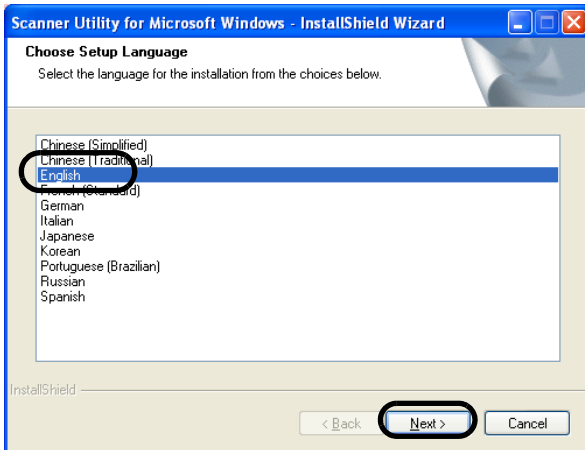 Scanner Utility for Microsoft Windows - InstallShield Wizard
Choose Setup Language
Select the language for the installation from the choices below.
Chinese (Simplified)
Chinese (Traditional)
English
French (Standard)
German
Italian
Japanese
Korean
Portuguese (Brazilian)
Russian
Spanish
InstallShield
< Back
Next >
Cancel